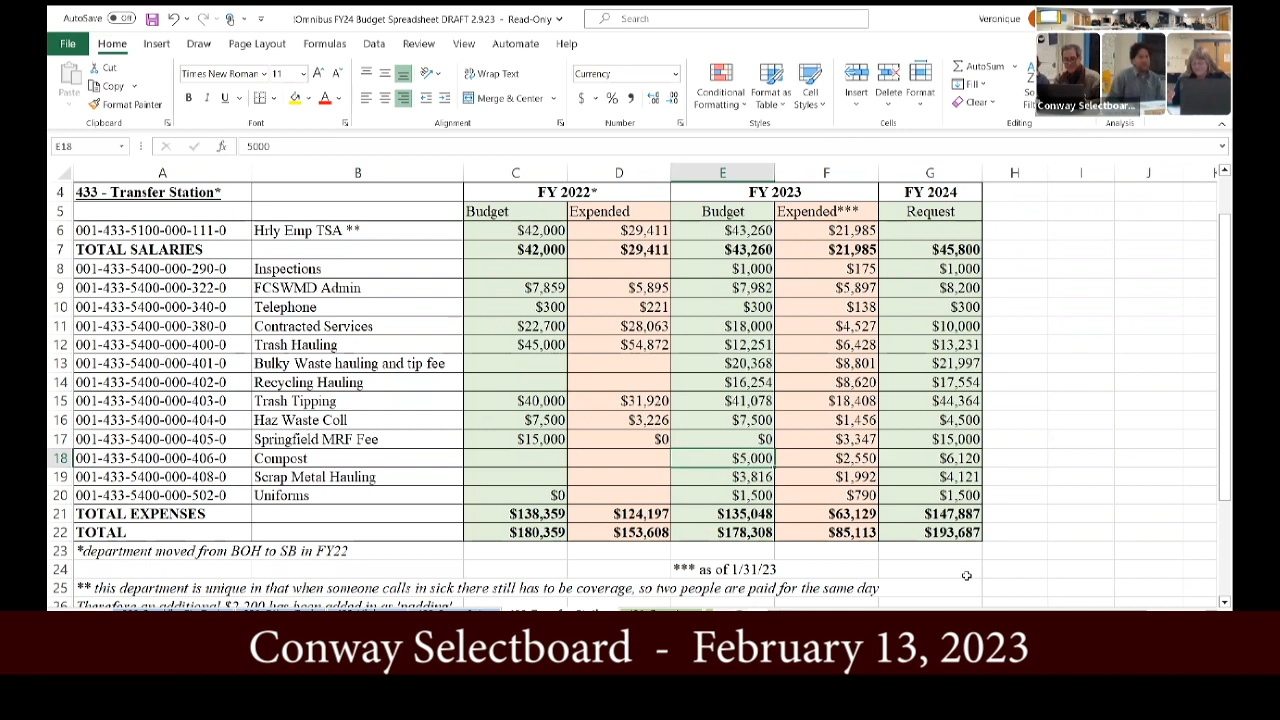 AutoSave Off !Omnibus FY24 Budget Spreadsheet DRAFT 2.9.23 - Read-Only Search Veronique
File Home Insert Draw Page Layout Formulas Data Review View Automate Help
Cut
Copy
Format Painter
Paste
Clipboard
Times New Roman 11
B I U
Font
Wrap Text
Merge & Center
Alignment
Currency
$ % ,
Number
Conditional Formatting
Format as Table
Cell Styles
Styles
Insert Delete Format
Cells
AutoSum
Fill
Clear
Editing
Analysis
Conway Selectboar...
E18 fx 5000
A B C D E F G H I J
4 433 - Transfer Station* FY 2022* FY 2023 FY 2024
5 Budget Expended Budget Expended*** Request
6 001-433-5100-000-111-0 Hrly Emp TSA ** $42,000 $29,411 $43,260 $21,985
7 TOTAL SALARIES $42,000 $29,411 $43,260 $21,985 $45,800
8 001-433-5400-000-290-0 Inspections $1,000 $175 $1,000
9 001-433-5400-000-322-0 FCSWMD Admin $7,859 $5,895 $7,982 $5,897 $8,200
10 001-433-5400-000-340-0 Telephone $300 $221 $300 $138 $300
11 001-433-5400-000-380-0 Contracted Services $22,700 $28,063 $18,000 $4,527 $10,000
12 001-433-5400-000-400-0 Trash Hauling $45,000 $54,872 $12,251 $6,428 $13,231
13 001-433-5400-000-401-0 Bulky Waste hauling and tip fee $20,368 $8,801 $21,997
14 001-433-5400-000-402-0 Recycling Hauling $16,254 $8,620 $17,554
15 001-433-5400-000-403-0 Trash Tipping $40,000 $31,920 $41,078 $18,408 $44,364
16 001-433-5400-000-404-0 Haz Waste Coll $7,500 $3,226 $7,500 $1,456 $4,500
17 001-433-5400-000-405-0 Springfield MRF Fee $15,000 $0 $0 $3,347 $15,000
18 001-433-5400-000-406-0 Compost $5,000 $2,550 $6,120
19 001-433-5400-000-408-0 Scrap Metal Hauling $3,816 $1,992 $4,121
20 001-433-5400-000-502-0 Uniforms $0 $1,500 $790 $1,500
21 TOTAL EXPENSES $138,359 $124,197 $135,048 $63,129 $147,887
22 TOTAL $180,359 $153,608 $178,308 $85,113 $193,687
23 *department moved from BOH to SB in FY22
24 *** as of 1/31/23
25 ** this department is unique in that when someone calls in sick there still has to be coverage, so two people are paid for the same day
26 Therefore an additional $2,200 has been added in as 'padding'
Conway Selectboard - February 13, 2023